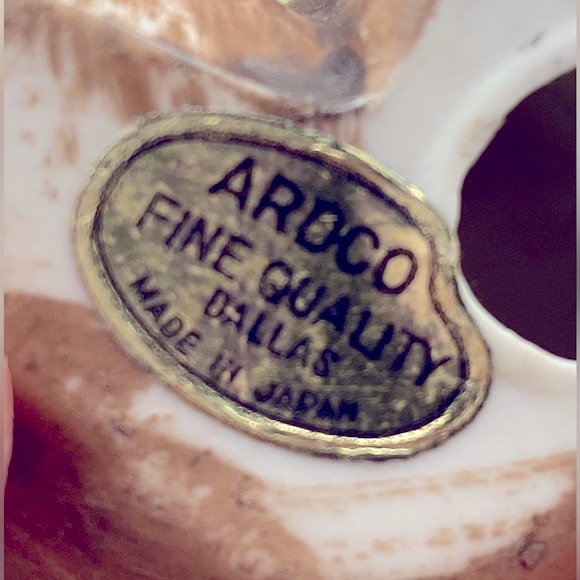 ARDCO
FINE QUALITY
DALLAS
MADE IN JAPAN